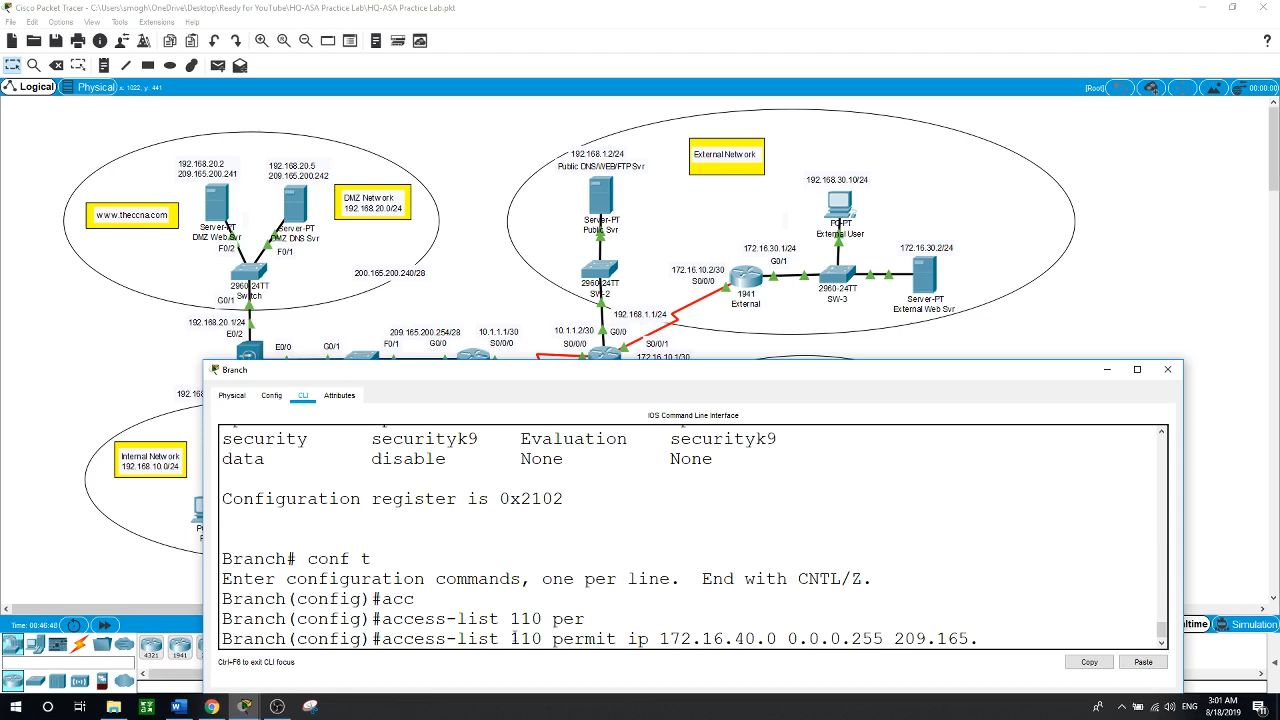 Cisco Packet Tracer - C:\Users\smogh\OneDrive\Desktop\Ready for YouTube\HQ-ASA Practice Lab\HQ-ASA Practice Lab.pkt
File Edit Options View Tools Extensions Help
Logical Physical x: 1022, y: 441 [Root] 00:08:00
External Network
192.168.1.2/24
Public DNS/WEB/FTP Svr
Server-PT
Public Svr
2960-24TT
SW-2
192.168.1.1/24
G0/0
192.168.20.2
209.165.200.241
192.168.20.5
209.165.200.242
DMZ Network
192.168.20.0/24
www.theccna.com
Server-PT
DMZ Web Svr
F0/2
Server-PT
DMZ DNS Svr
F0/1
200.165.200.240/28
2960-24TT
Switch
G0/1
192.168.20.1/24
E0/2
E0/0
G0/1
F0/1
209.165.200.254/28
G0/0
10.1.1.1/30
S0/0/0
10.1.1.2/30
S0/0/0
S0/0/1
172.16.10.1/30
172.16.10.2/30
S0/0/0
1941
External
172.16.30.1/24
G0/1
192.168.30.10/24
PC-PT
External User
2960-24TT
SW-3
172.16.30.2/24
Server-PT
External Web Svr
Internal Network
192.168.10.0/24
Branch
Physical Config CLI Attributes
IOS Command Line Interface
security securityk9 Evaluation securityk9
data disable None None
Configuration register is 0x2102
Branch# conf t
Enter configuration commands, one per line. End with CNTL/Z.
Branch(config)#acc
Branch(config)#access-list 110 per
Branch(config)#access-list 110 permit ip 172.16.40.0 0.0.0.255 209.165.
Ctrl+F6 to exit CLI focus
Copy Paste
Time: 00:46:48
Simulation
4321 1941
ENG
3:01 AM
8/18/2019